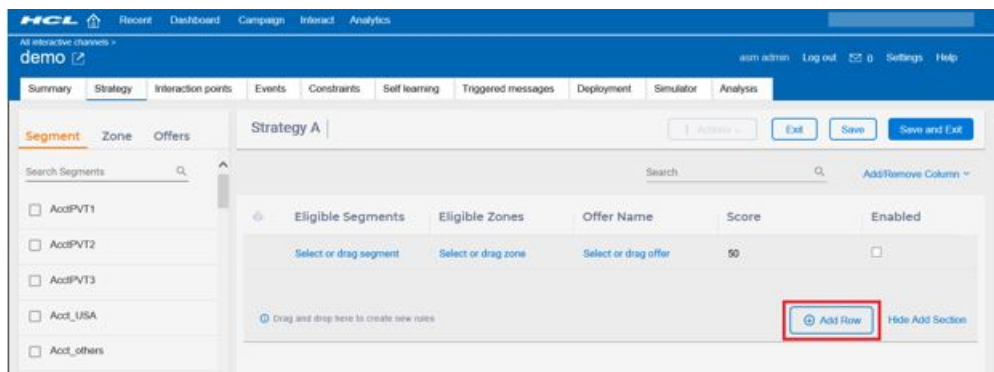 HCL Recent Dashboard Campaign Interact Analytics
All interactive channels >
demo
asm admin Log out 0 Settings Help
Summary Strategy Interaction points Events Constraints Self learning Triggered messages Deployment Simulator Analysis
Segment Zone Offers
Strategy A
Actions
Exit
Save
Save and Exit
Search Segments
Search
Add/Remove Column
AcctPVT1
AcctPVT2
AcctPVT3
Acct_USA
Acct_others
Eligible Segments Eligible Zones Offer Name Score Enabled
Select or drag segment Select or drag zone Select or drag offer 50
Drag and drop here to create new rules
Add Row
Hide Add Section